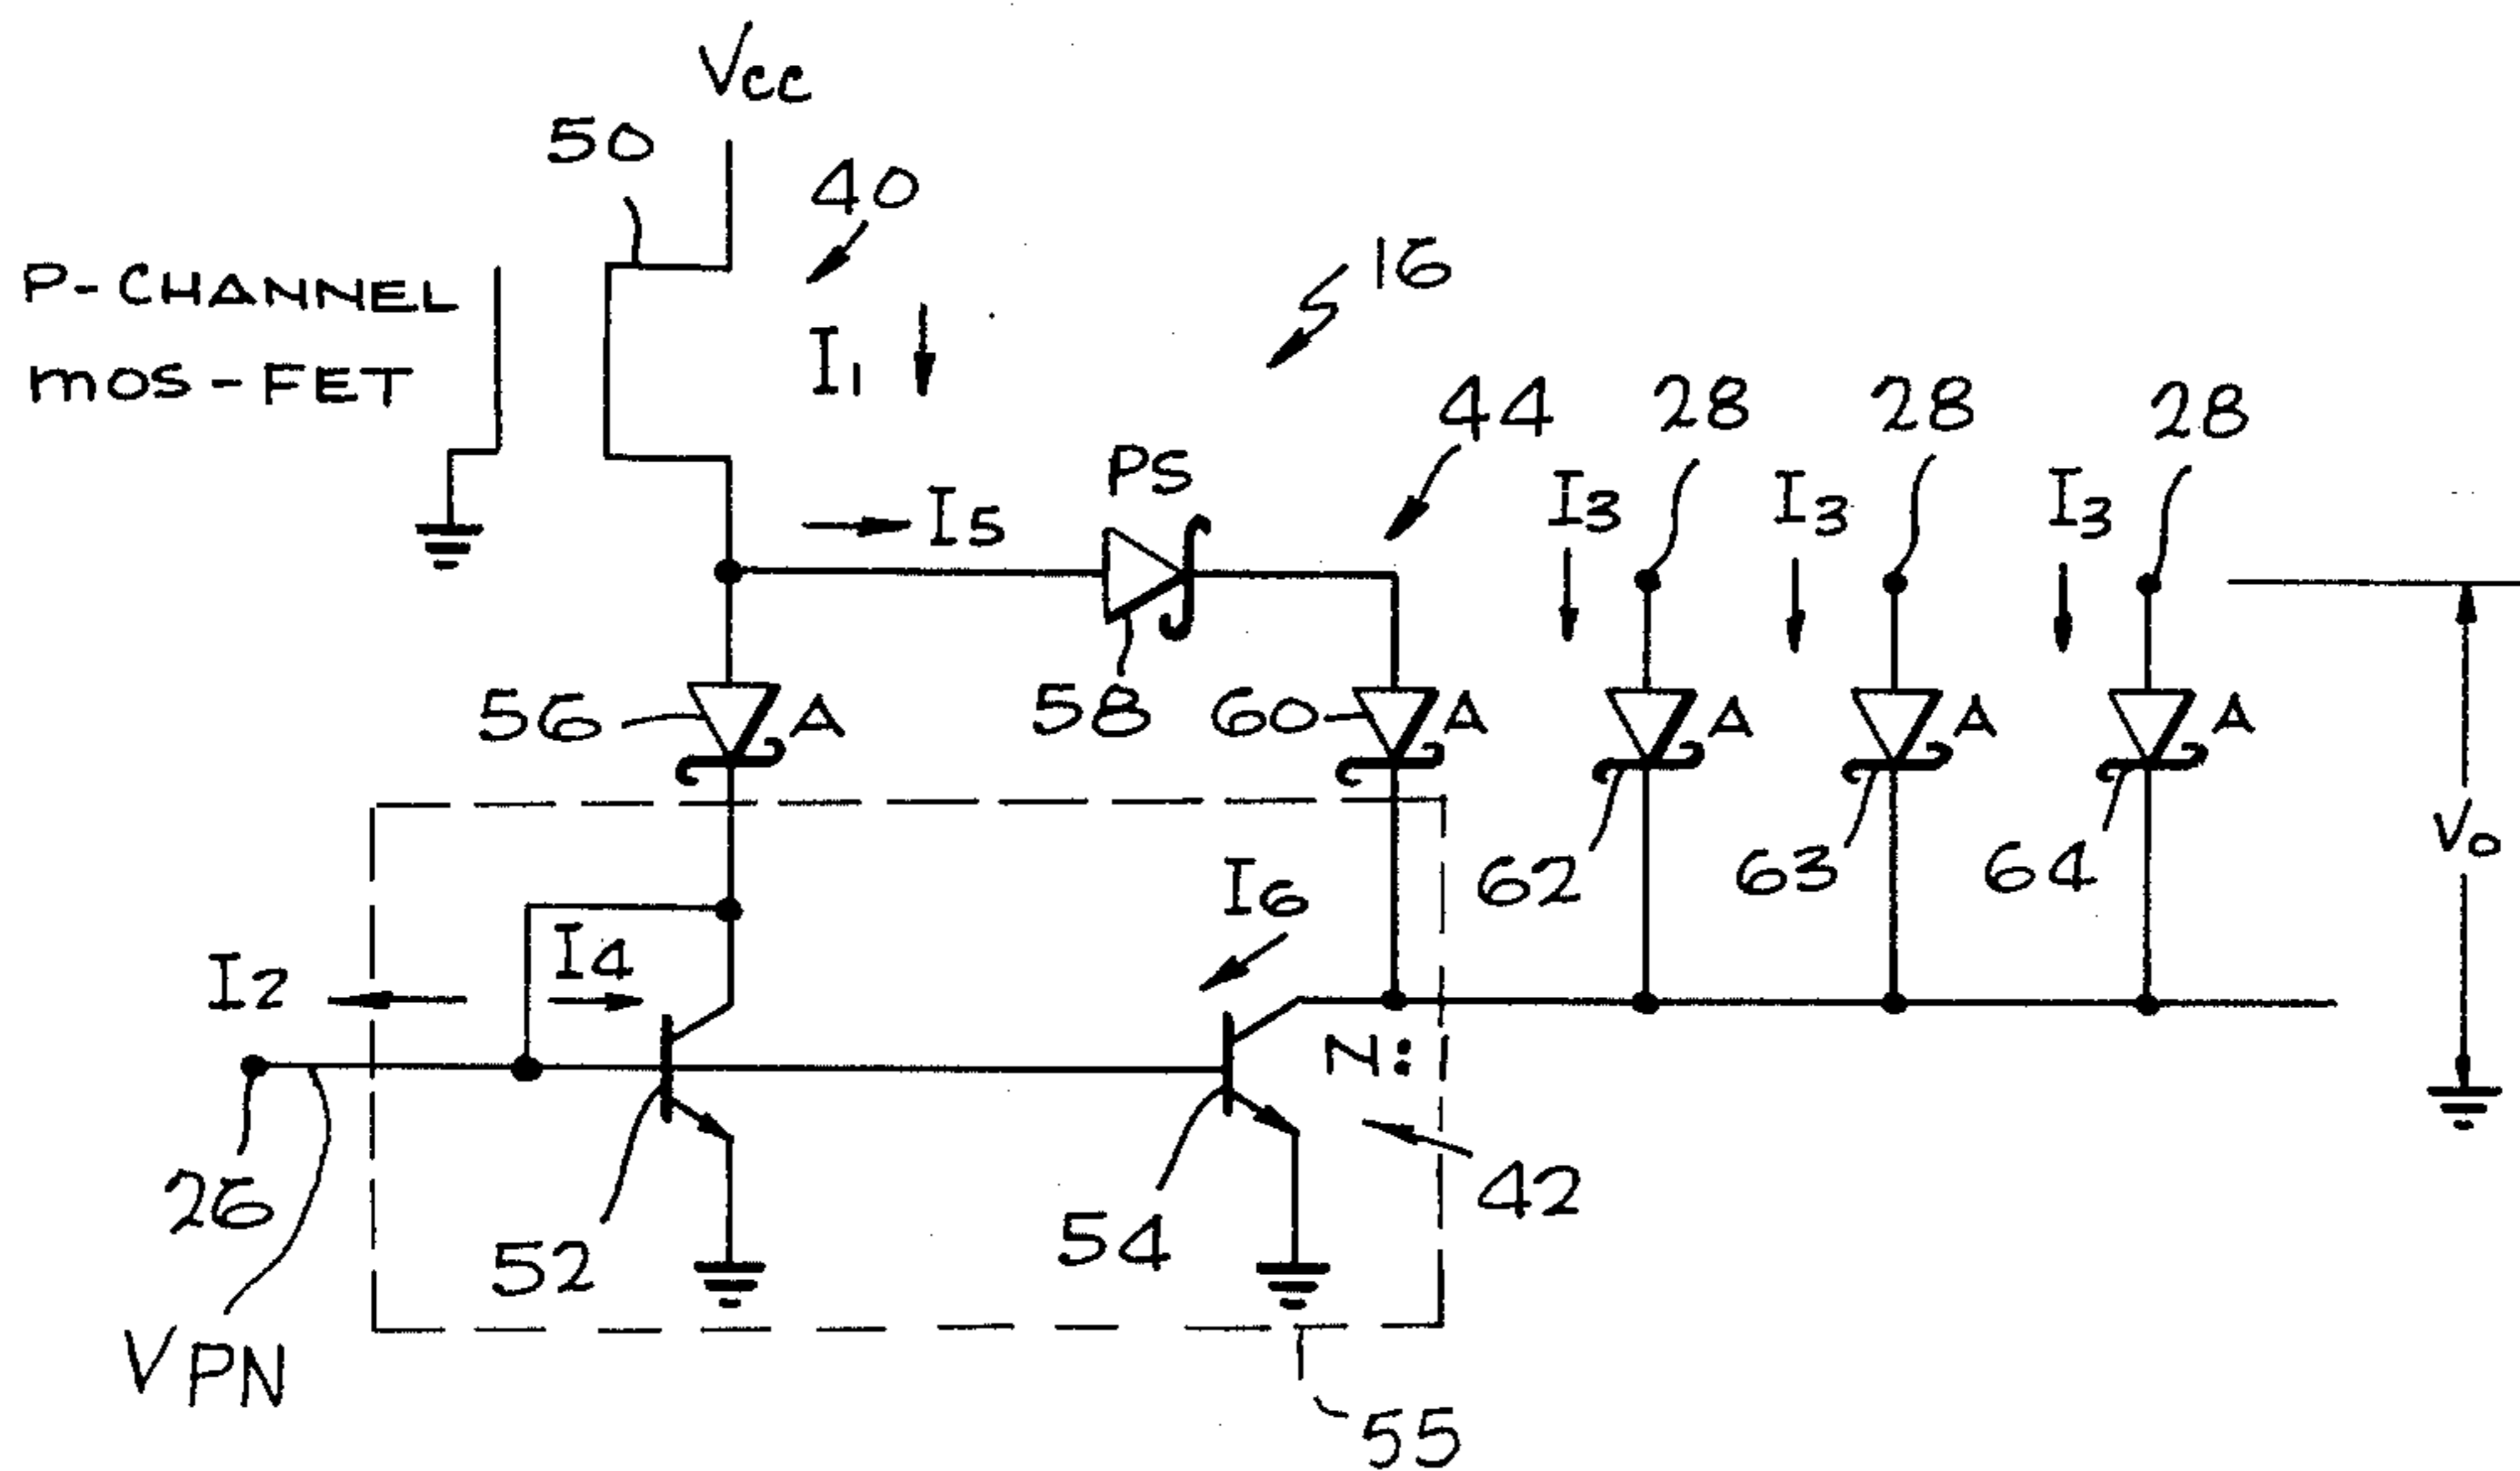 Vcc
50
40
16
P-CHANNEL
MOS-FET
I1
44
28
28
28
PS
I5
I3
I3
I3
56
A
58
60
A
A
A
A
62
63
64
Vo
I6
I4
I2
N:
26
52
54
42
VPN
55